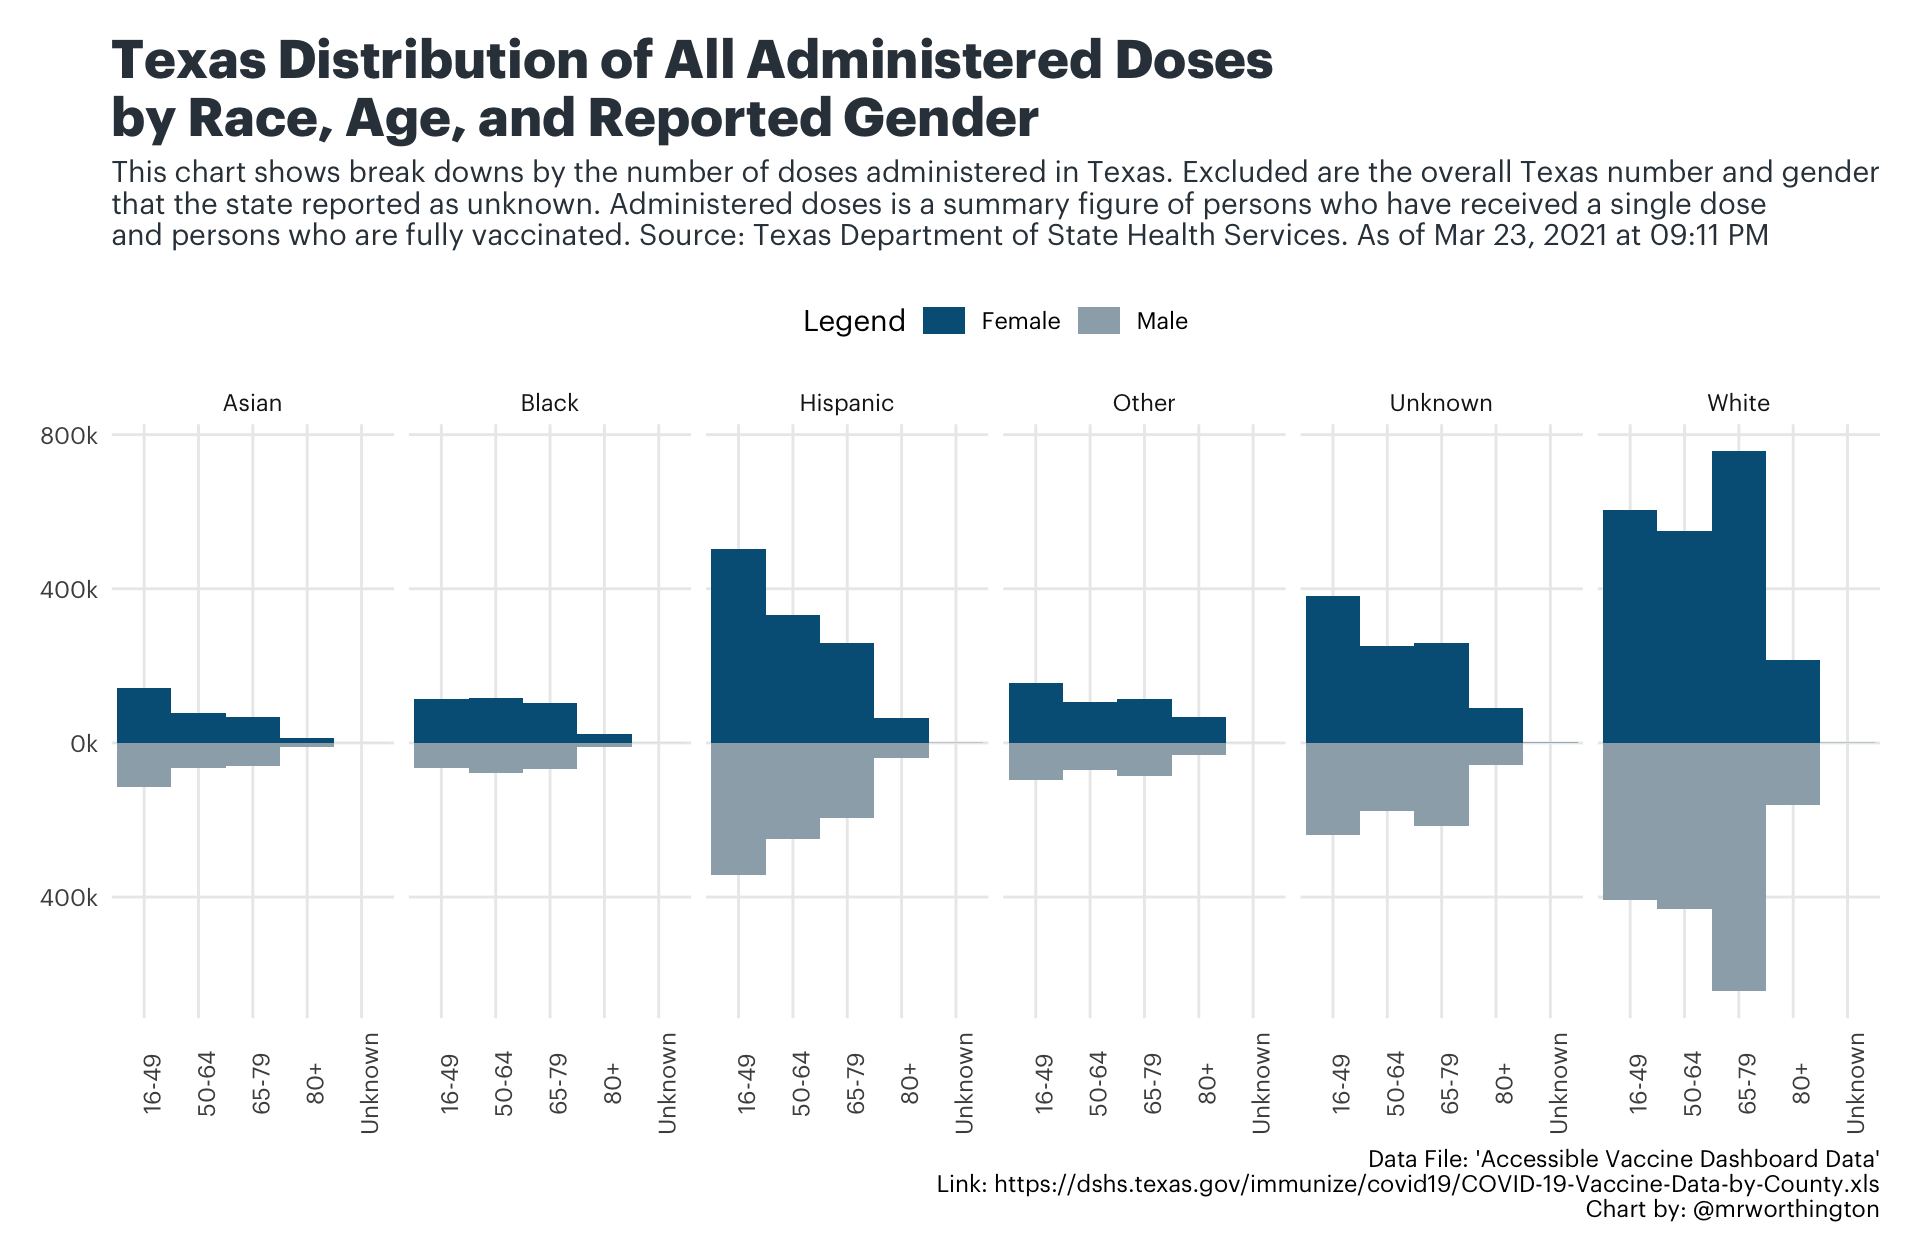 Texas Distribution of All Administered Doses
by Race, Age, and Reported Gender
This chart shows break downs by the number of doses administered in Texas. Excluded are the overall Texas number and gender
that the state reported as unknown. Administered doses is a summary figure of persons who have received a single dose
and persons who are fully vaccinated. Source: Texas Department of State Health Services. As of Mar 23, 2021 at 09:11 PM
Legend Female Male
Asian Black Hispanic Other Unknown White
800k
400k
0k
400k
16-49 50-64 65-79 80+ Unknown 16-49 50-64 65-79 80+ Unknown 16-49 50-64 65-79 80+ Unknown 16-49 50-64 65-79 80+ Unknown 16-49 50-64 65-79 80+ Unknown 16-49 50-64 65-79 80+ Unknown
Data File: 'Accessible Vaccine Dashboard Data'
Link: https://dshs.texas.gov/immunize/covid19/COVID-19-Vaccine-Data-by-County.xls
Chart by: @mrworthington